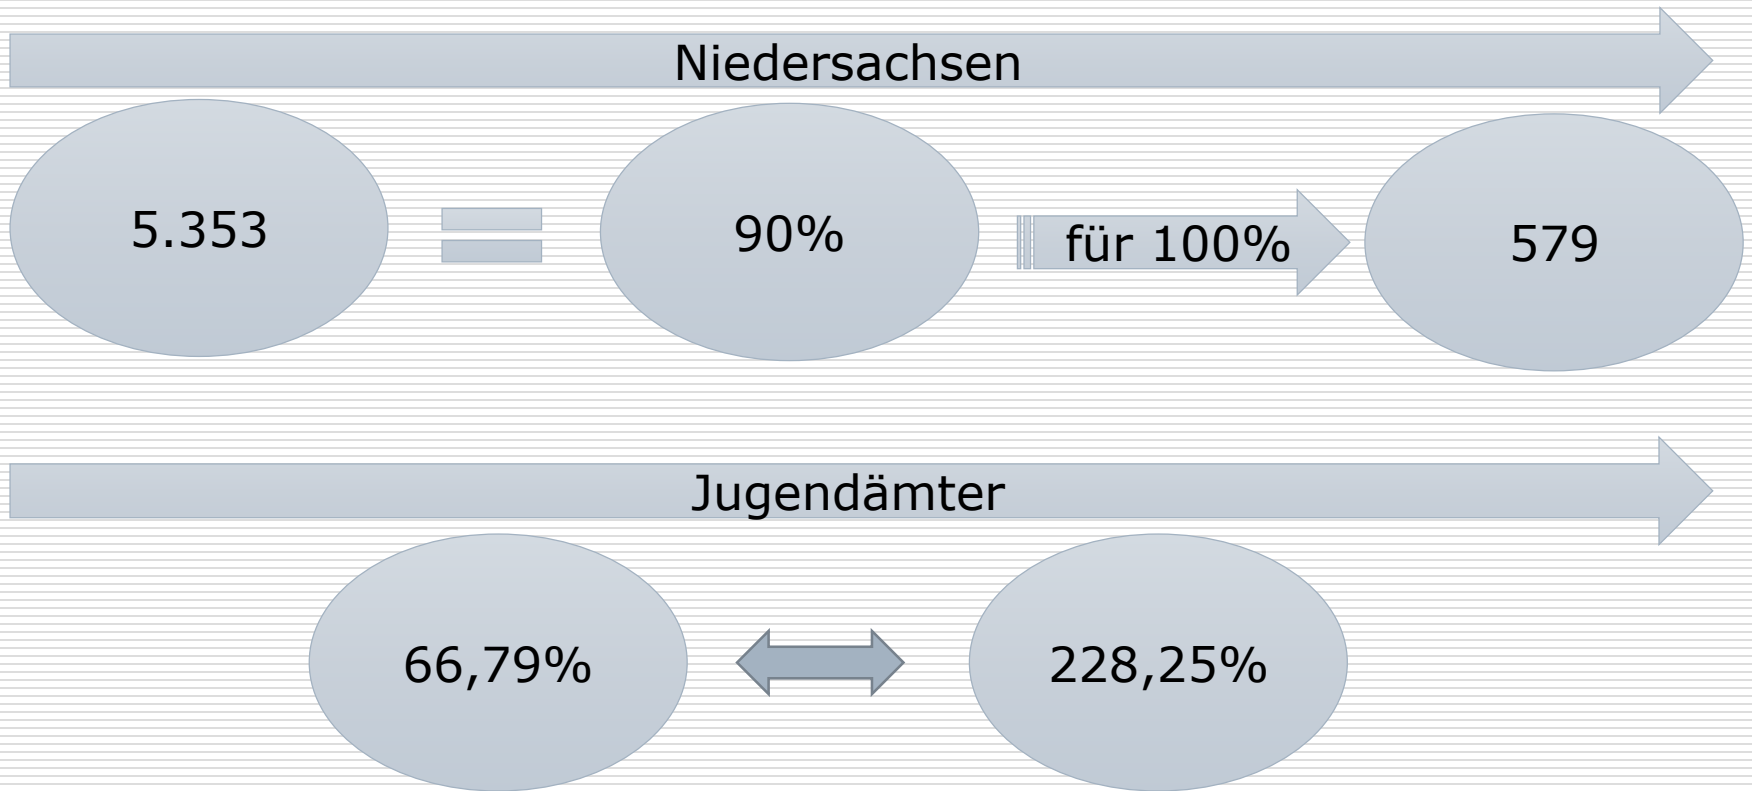 Niedersachsen
5.353
90%
für 100%
579
Jugendämter
66,79%
228,25%